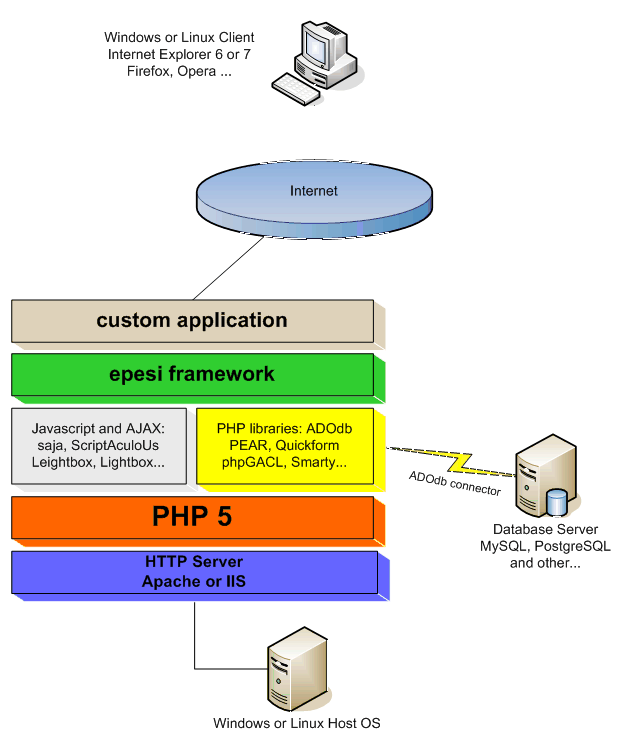 Windows or Linux Client
Internet Explorer 6 or 7
Firefox, Opera ...
Internet
custom application
epesi framework
Javascript and AJAX:
saja, ScriptAculoUs
Leightbox, Lightbox...
PHP libraries: ADOdb
PEAR, Quickform
phpGACL, Smarty...
ADOdb connector
Database Server
MySQL, PostgreSQL
and other...
PHP 5
HTTP Server
Apache or IIS
Windows or Linux Host OS